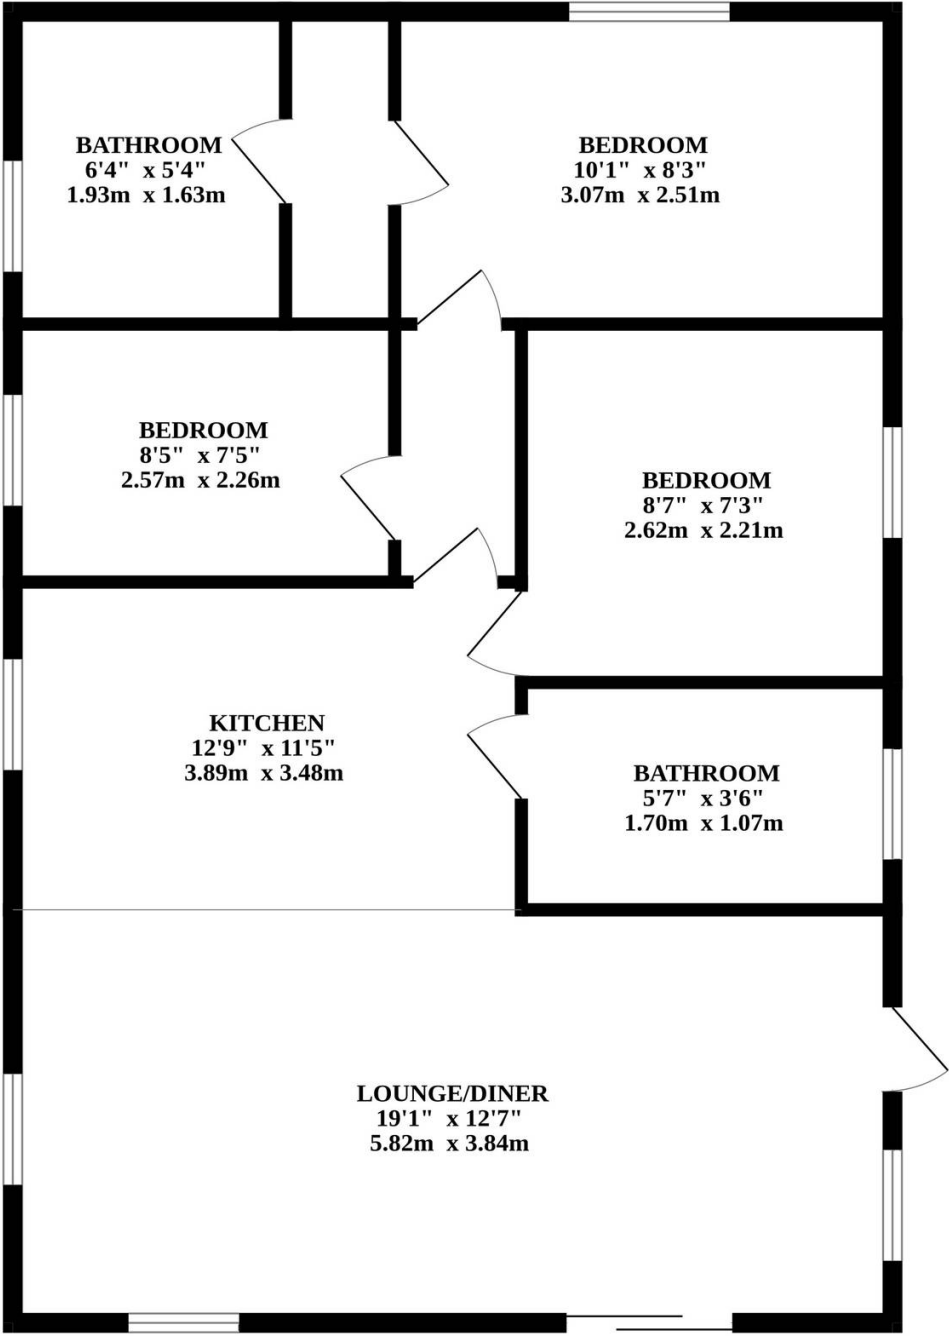 BATHROOM
6'4" x 5'4"
1.93m x 1.63m
BEDROOM
10'1" x 8'3"
3.07m x 2.51m
BEDROOM
8'5" x 7'5"
2.57m x 2.26m
BEDROOM
8'7" x 7'3"
2.62m x 2.21m
KITCHEN
12'9" x 11'5"
3.89m x 3.48m
BATHROOM
5'7" x 3'6"
1.70m x 1.07m
LOUNGE/DINER
19'1" x 12'7"
5.82m x 3.84m